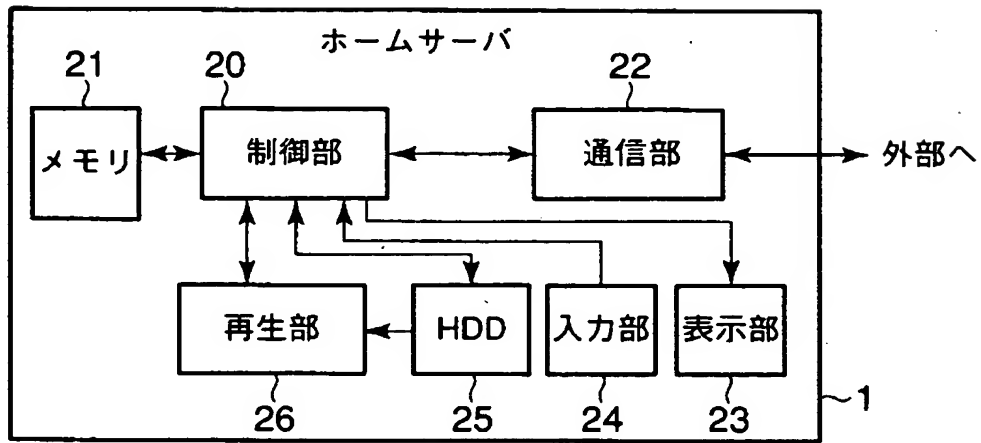 ホームサーバ
21
20
22
メモリ
制御部
通信部
外部へ
再生部
HDD
入力部
表示部
26
25
24
23
1